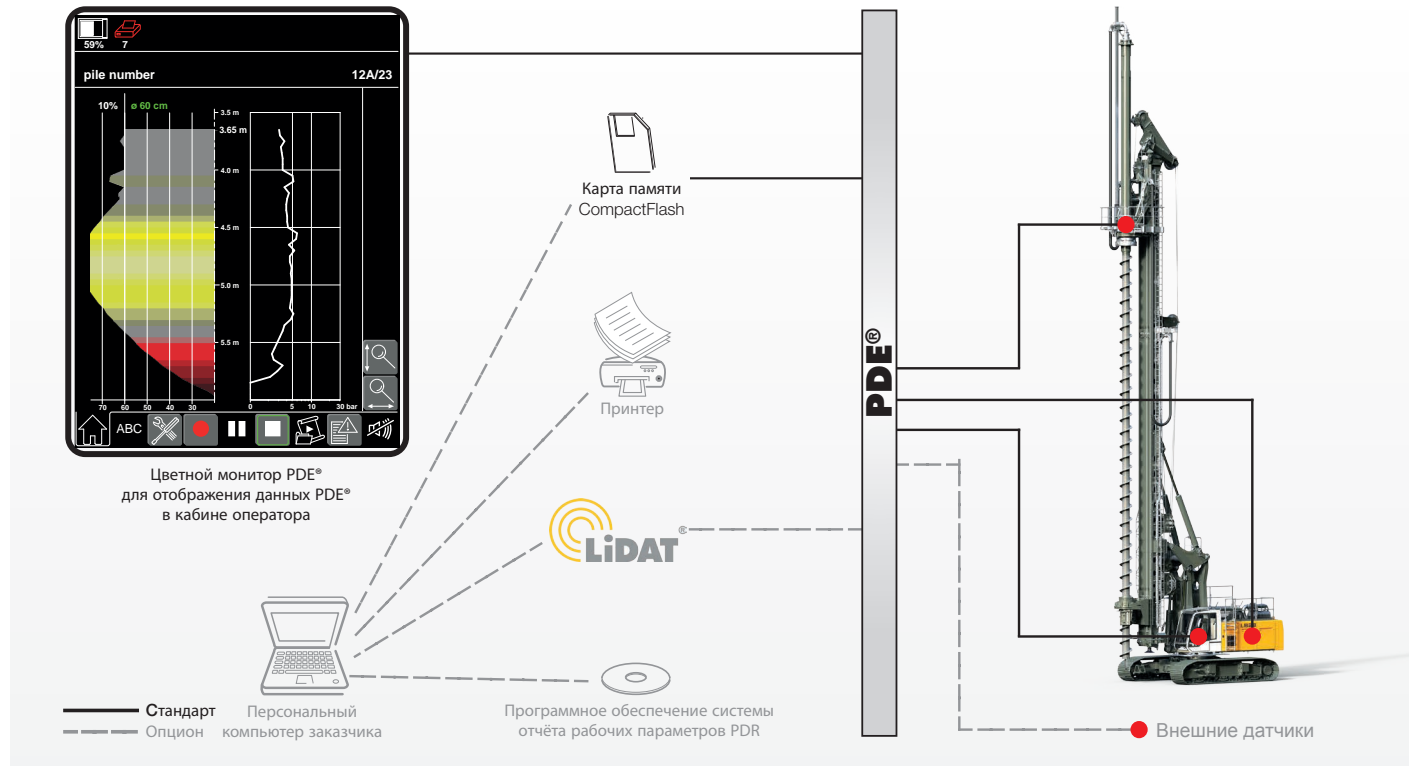 59%
7
pile number
12A/23
10%
ø 60 cm
3.5 m
3.65 m
4.0 m
4.5 m
5.0 m
5.5 m
70 60 50 40 30
0 5 10 30 bar
ABC
Цветной монитор PDE®
для отображения данных PDE®
в кабине оператора
Карта памяти
CompactFlash
Принтер
LiDAT®
PDE®
Стандарт
Опцион
Персональный
компьютер заказчика
Программное обеспечение системы
отчёта рабочих параметров PDR
Внешние датчики